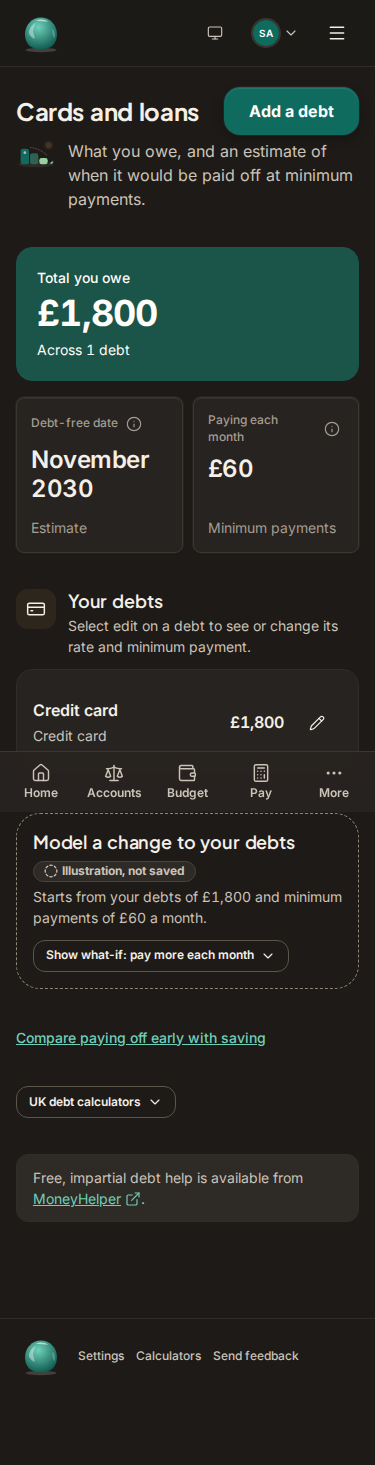 SA
Cards and loans
Add a debt
What you owe, and an estimate of
when it would be paid off at minimum
payments.
Total you owe
£1,800
Across 1 debt
Debt-free date
November
2030
Estimate
Paying each
month
£60
Minimum payments
Your debts
Select edit on a debt to see or change its
rate and minimum payment.
Credit card
£1,800
Credit card
Home
Accounts
Budget
Pay
More
Model a change to your debts
Illustration, not saved
Starts from your debts of £1,800 and minimum
payments of £60 a month.
Show what-if: pay more each month
Compare paying off early with saving
UK debt calculators
Free, impartial debt help is available from
MoneyHelper.
Settings
Calculators
Send feedback